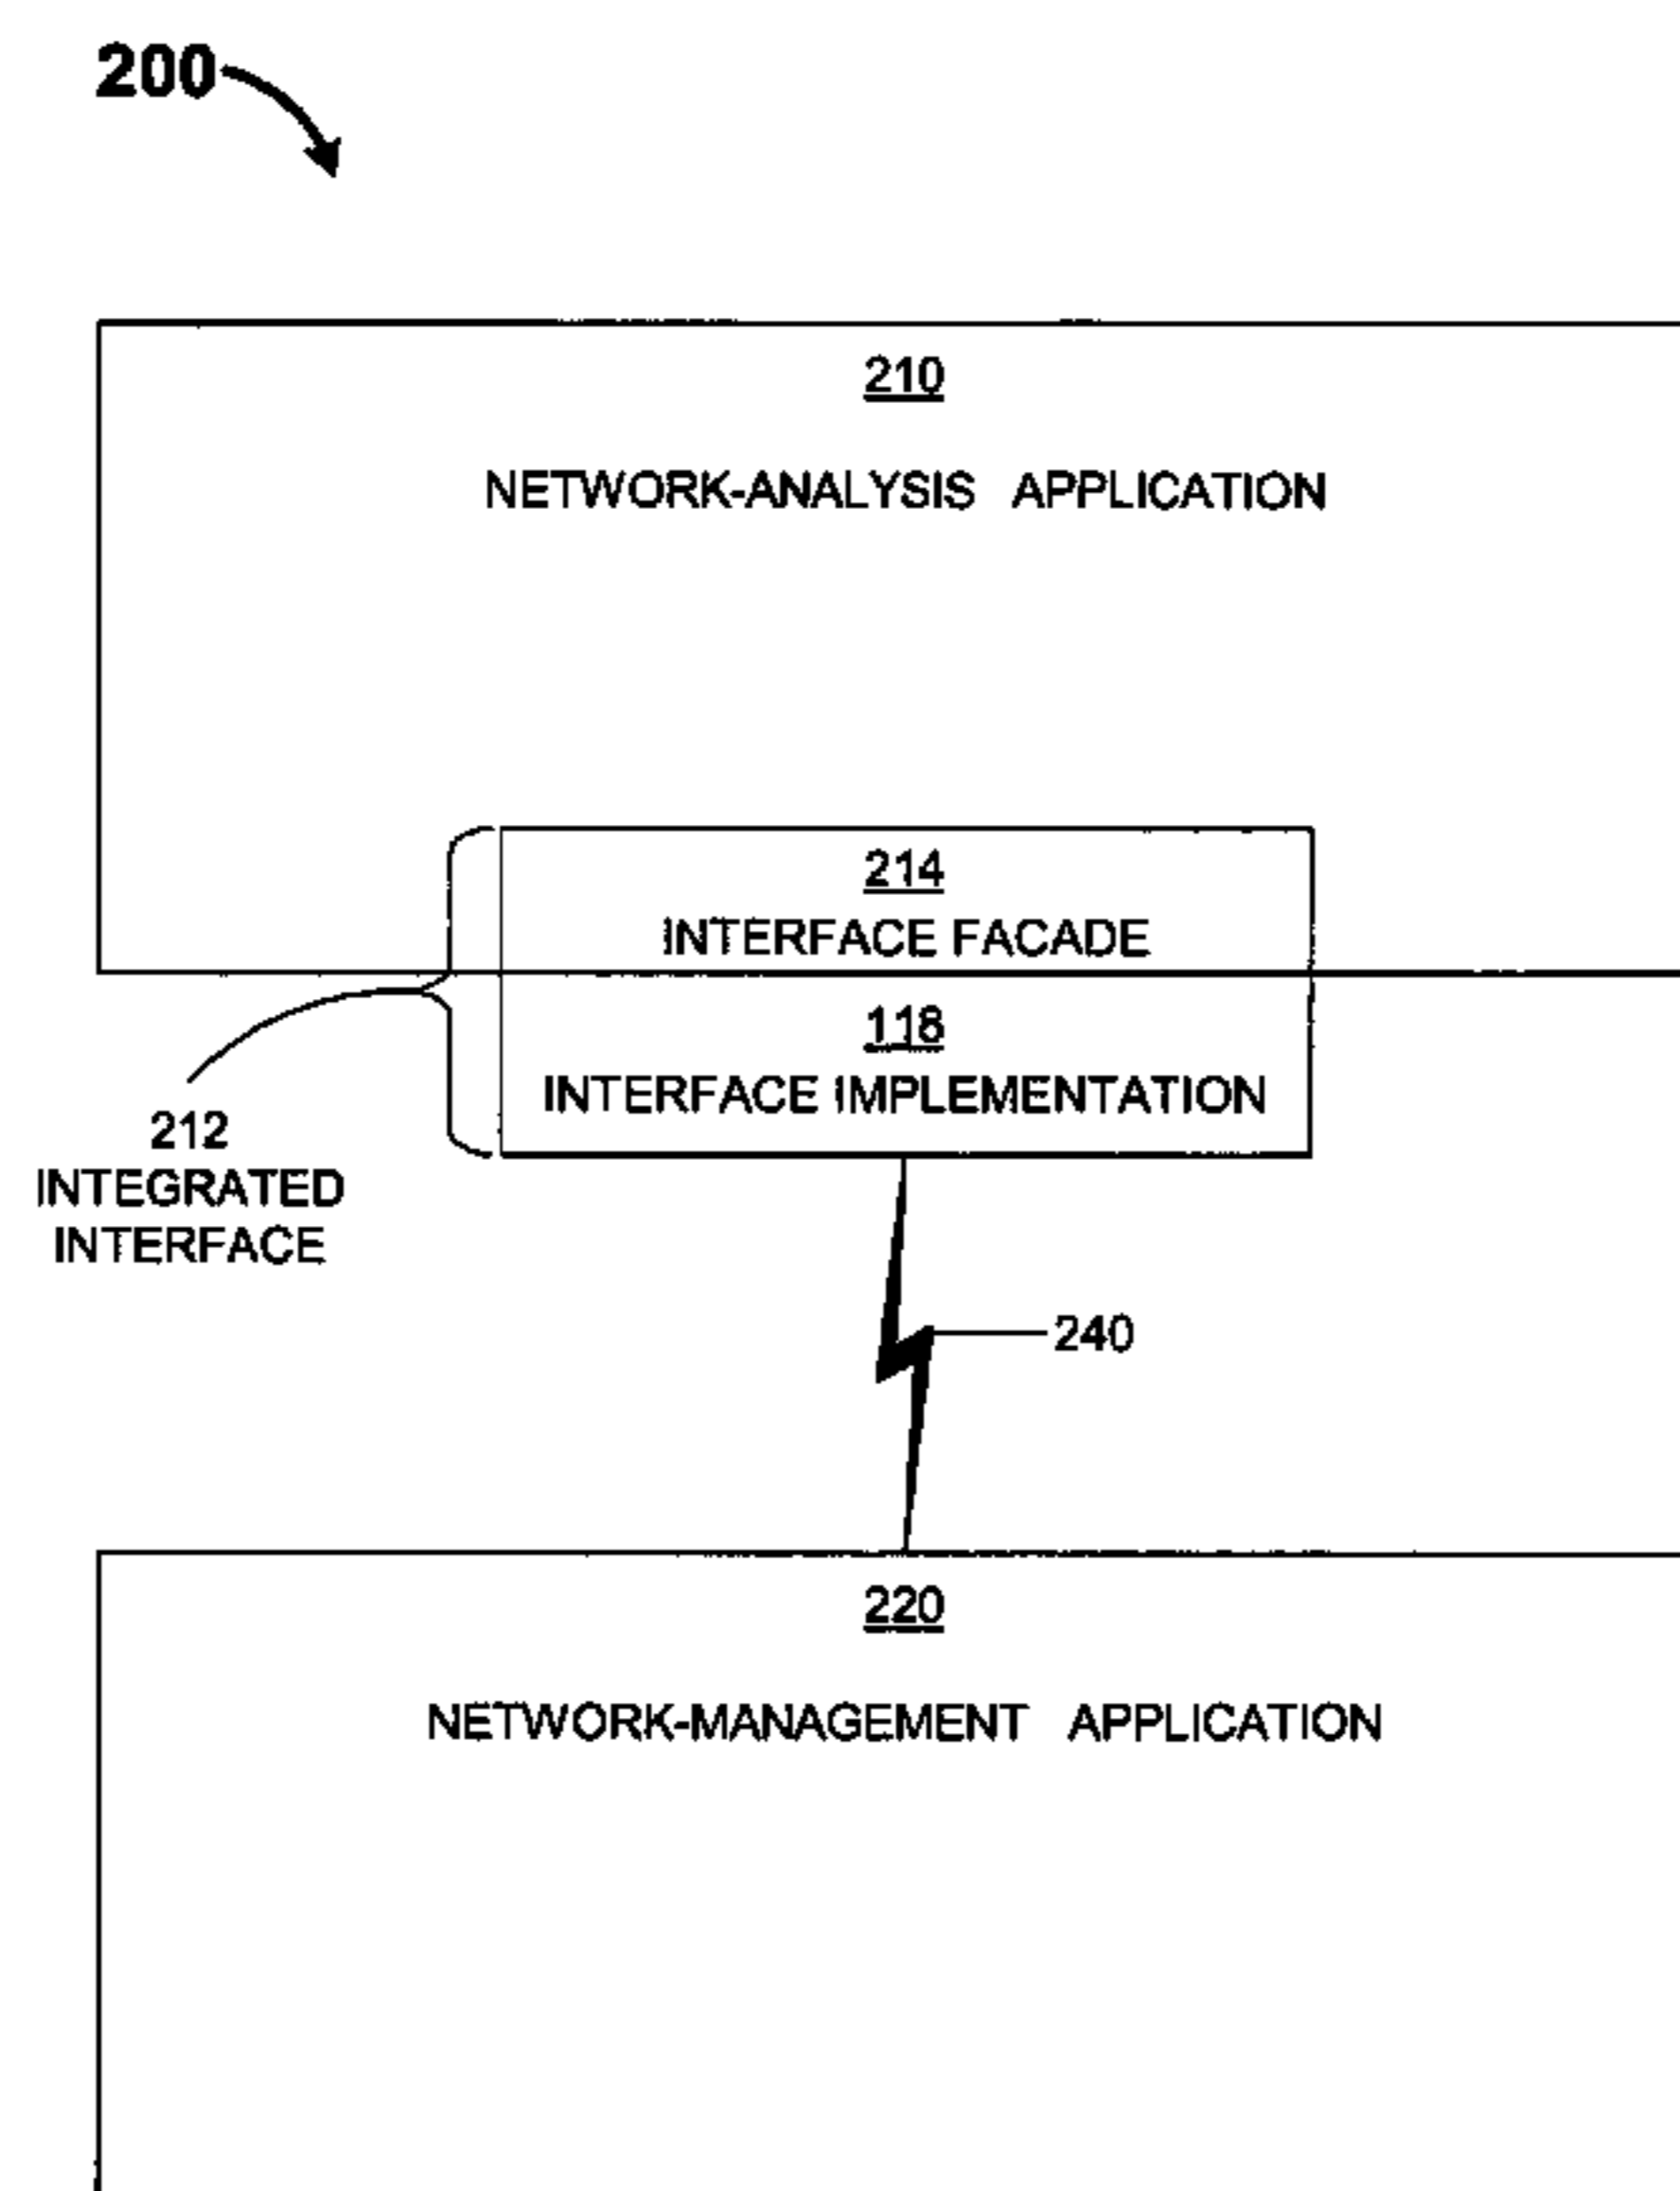 200
210
NETWORK-ANALYSIS APPLICATION
214
INTERFACE FACADE
118
INTERFACE IMPLEMENTATION
212
INTEGRATED
INTERFACE
240
220
NETWORK-MANAGEMENT APPLICATION